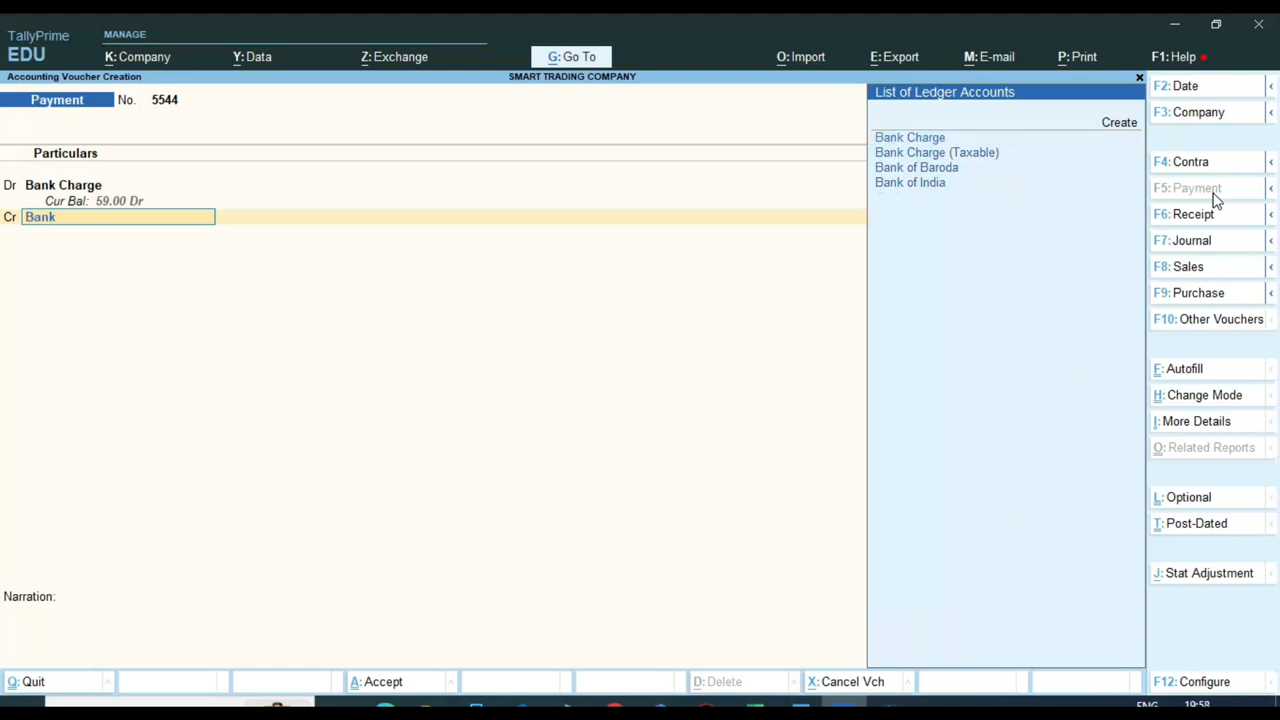 TallyPrime
EDU
MANAGE
K: Company
Y: Data
Z: Exchange
G: Go To
O: Import
E: Export
M: E-mail
P: Print
F1: Help
Accounting Voucher Creation
SMART TRADING COMPANY
Payment No. 5544
Particulars
Dr Bank Charge
Cur Bal: 59.00 Dr
Cr Bank
Narration:
List of Ledger Accounts
Create
Bank Charge
Bank Charge (Taxable)
Bank of Baroda
Bank of India
F2: Date
F3: Company
F4: Contra
F5: Payment
F6: Receipt
F7: Journal
F8: Sales
F9: Purchase
F10: Other Vouchers
F: Autofill
H: Change Mode
I: More Details
O: Related Reports
L: Optional
T: Post-Dated
J: Stat Adjustment
Q: Quit
A: Accept
D: Delete
X: Cancel Vch
F12: Configure
ENG
19:58